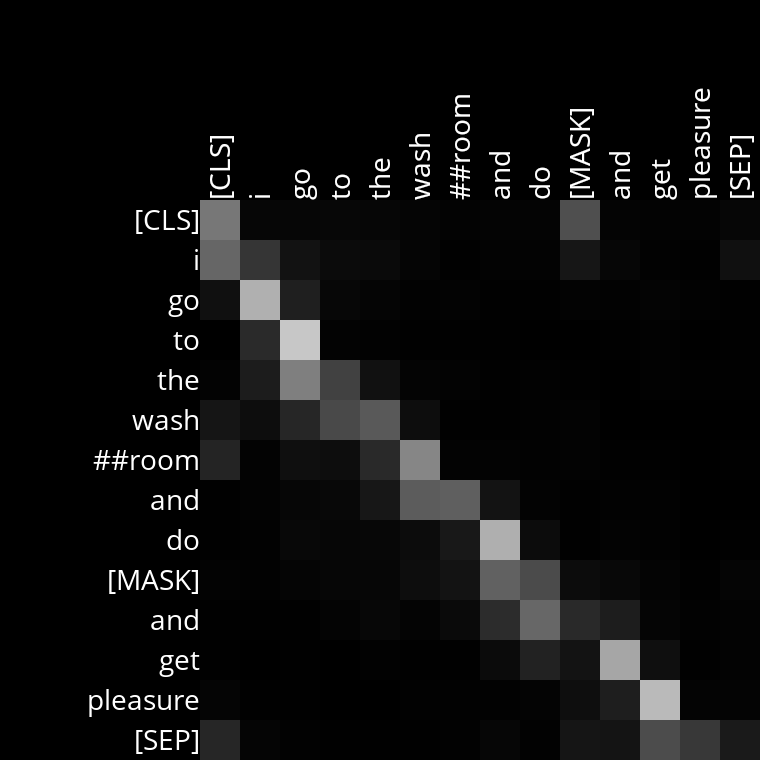 [CLS] i go to the wash ##room and do [MASK] and get pleasure [SEP]
[CLS]
i
go
to
the
wash
##room
and
do
[MASK]
and
get
pleasure
[SEP]